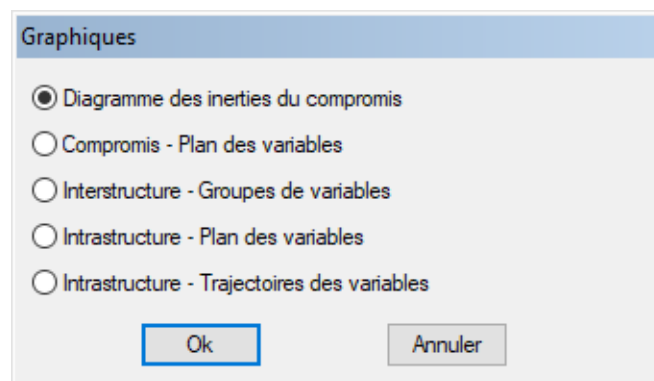 Graphiques
Diagramme des inerties du compromis
Compromis - Plan des variables
Interstructure - Groupes de variables
Intrastructure - Plan des variables
Intrastructure - Trajectoires des variables
Ok Annuler